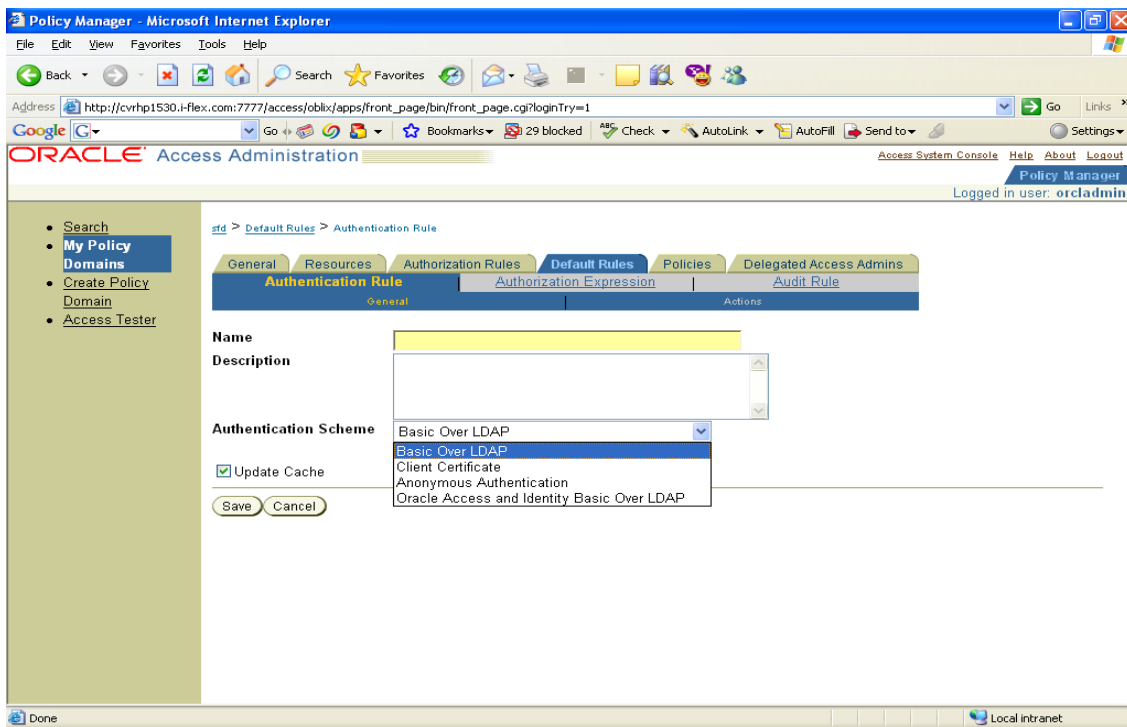 Policy Manager - Microsoft Internet Explorer
File Edit View Favorites Tools Help
Back Search Favorites
Address http://cvrhp1530.i-flex.com:7777/access/oblix/apps/front_page/bin/front_page.cgi?loginTry=1 Go Links »
Google G Go Bookmarks 29 blocked ABC Check AutoLink AutoFill Send to Settings
ORACLE Access Administration Access System Console Help About Logout
Policy Manager
Logged in user: orcladmin
Search
My Policy
Domains
Create Policy
Domain
Access Tester
sfd > Default Rules > Authentication Rule
General Resources Authorization Rules Default Rules Policies Delegated Access Admins
Authentication Rule | Authorization Expression | Audit Rule
General | Actions
Name
Description
Authentication Scheme Basic Over LDAP
Basic Over LDAP
Client Certificate
Anonymous Authentication
Oracle Access and Identity Basic Over LDAP
Update Cache
Save Cancel
Done Local intranet